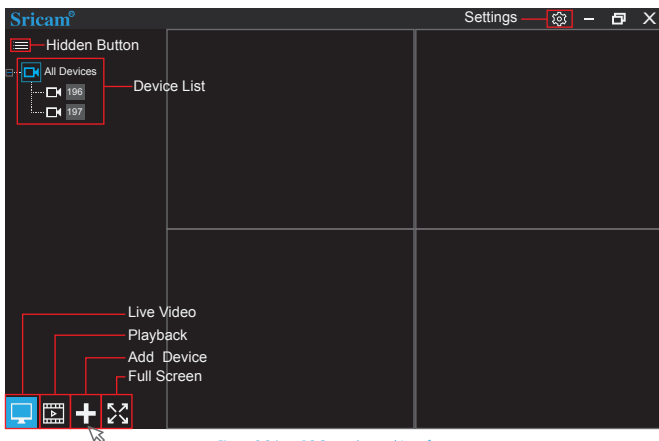 Sricam®
Settings
Hidden Button
All Devices
196
197
Device List
Live Video
Playback
Add Device
Full Screen